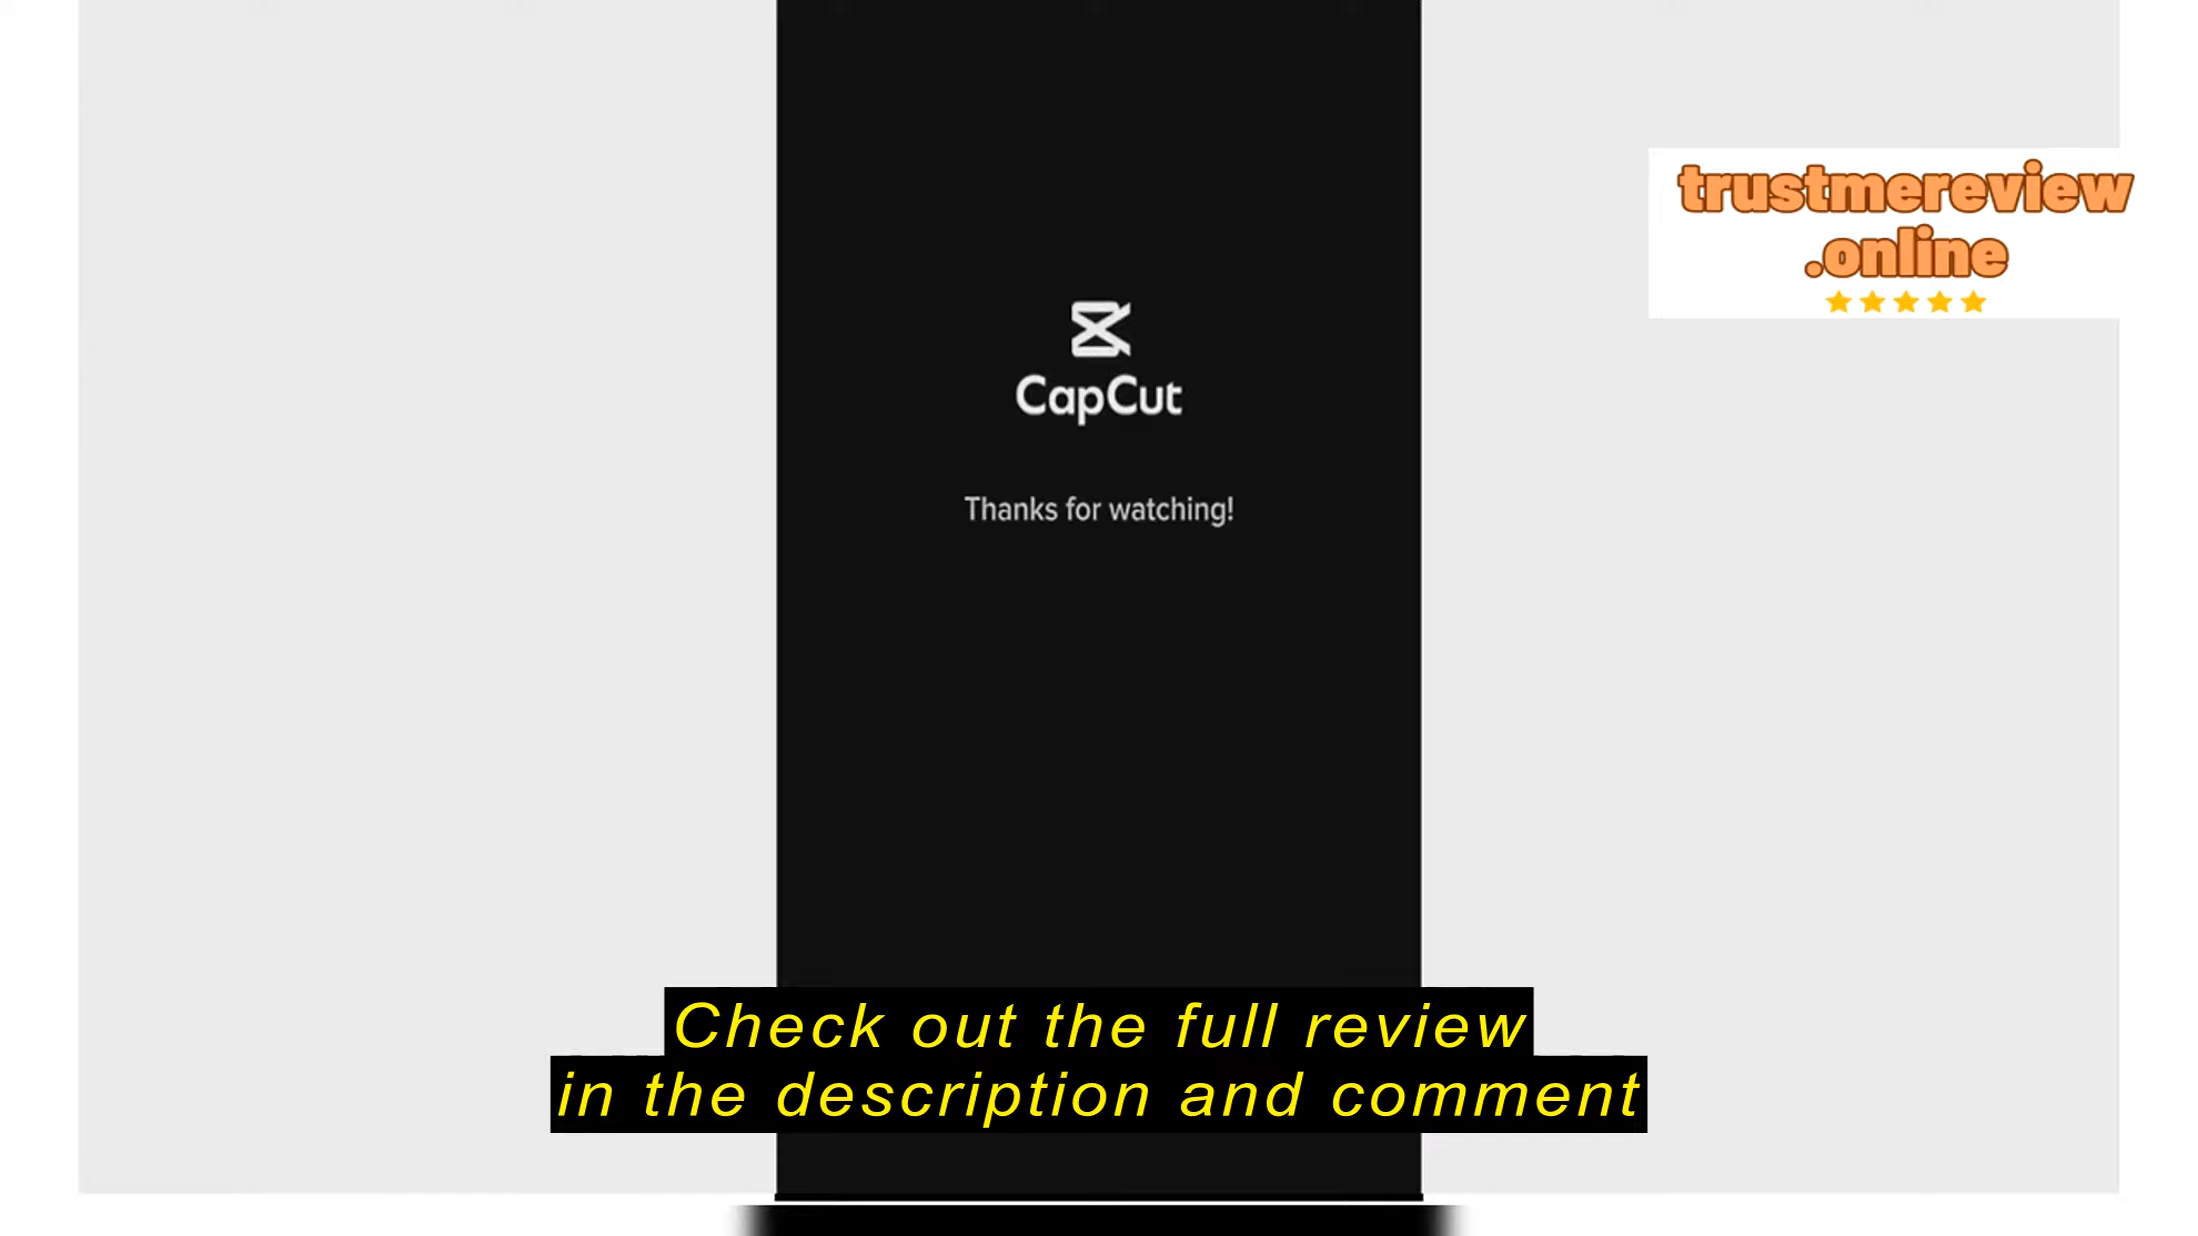 trustmereview
.online
CapCut
Thanks for watching!
Check out the full review
in the description and comment